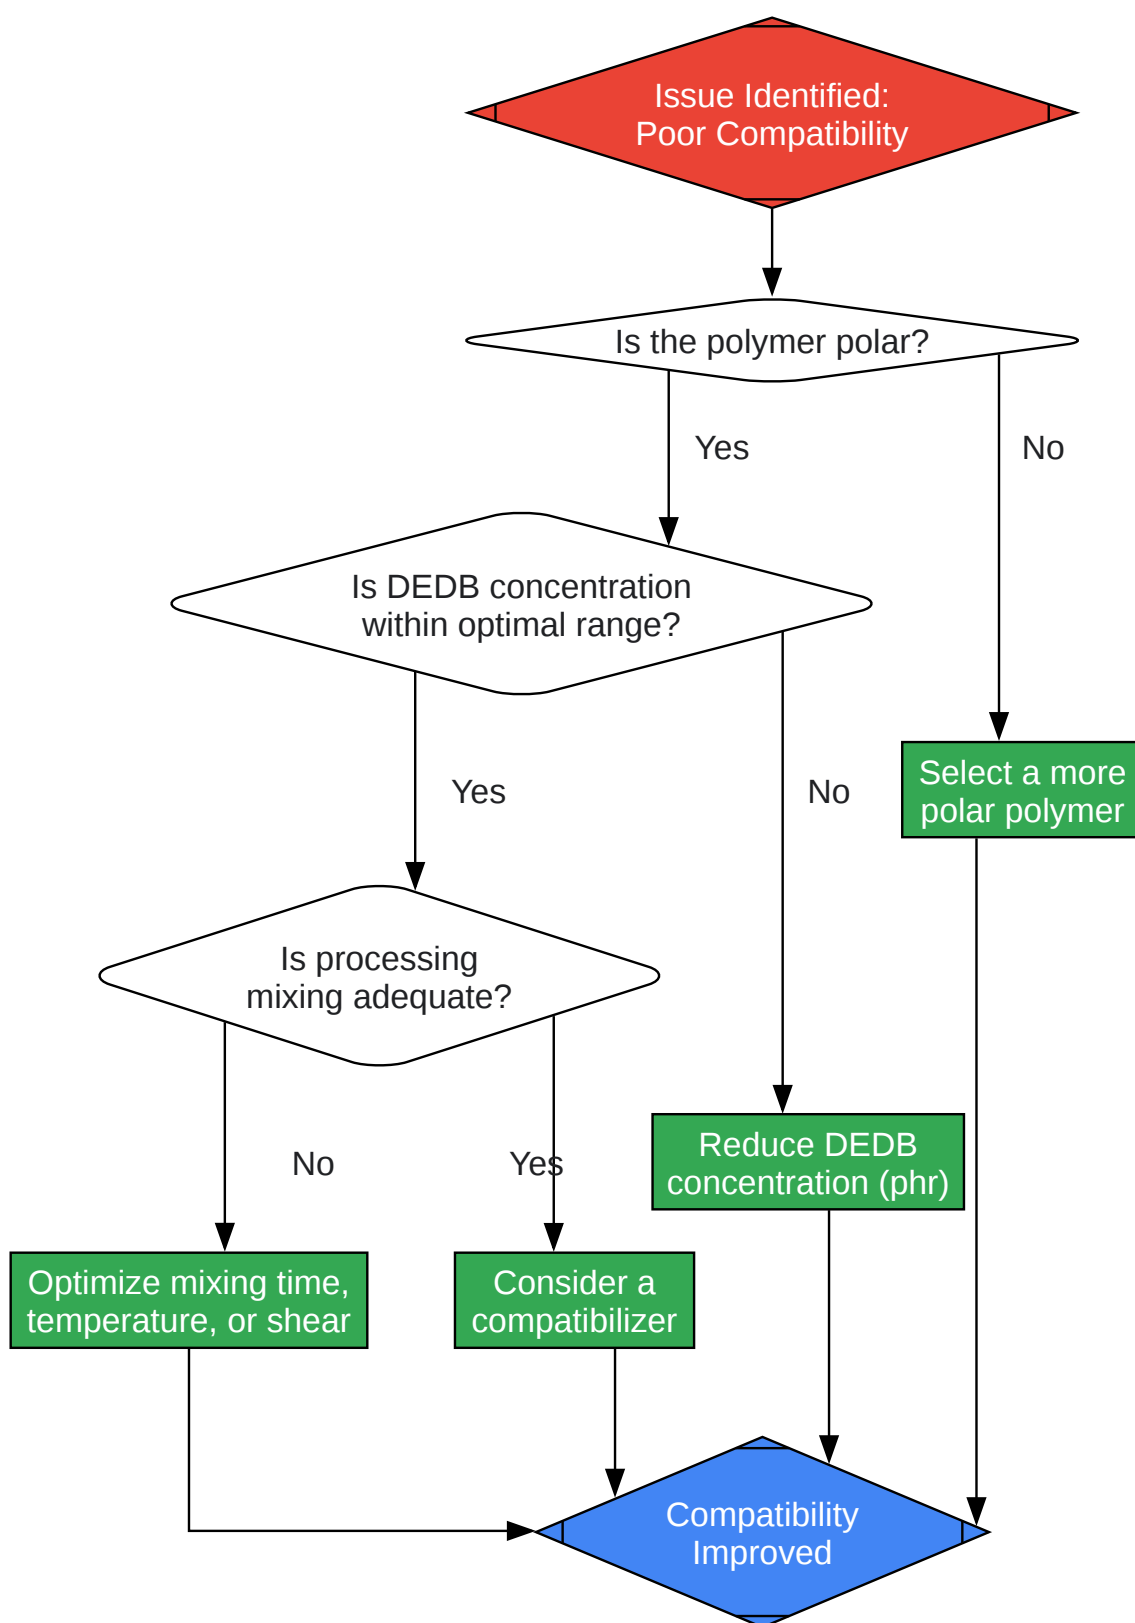 Issue Identified:
Poor Compatibility
Is the polymer polar?
Yes
No
Is DEDB concentration
within optimal range?
Select a more
polar polymer
Yes
No
Is processing
mixing adequate?
Reduce DEDB
concentration (phr)
No
Yes
Optimize mixing time,
temperature, or shear
Consider a
compatibilizer
Compatibility
Improved